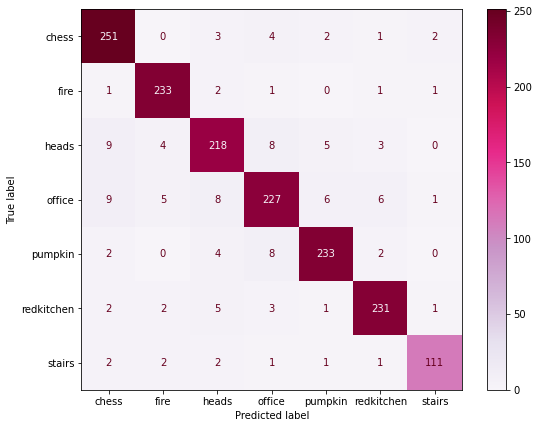 chess 251 0 3 4 2 1 2
fire 1 233 2 1 0 1 1
heads 9 4 218 8 5 3 0
office 9 5 8 227 6 6 1
pumpkin 2 0 4 8 233 2 0
redkitchen 2 2 5 3 1 231 1
stairs 2 2 2 1 1 1 111
chess fire heads office pumpkin redkitchen stairs
Predicted label
True label
250
200
150
100
50
0